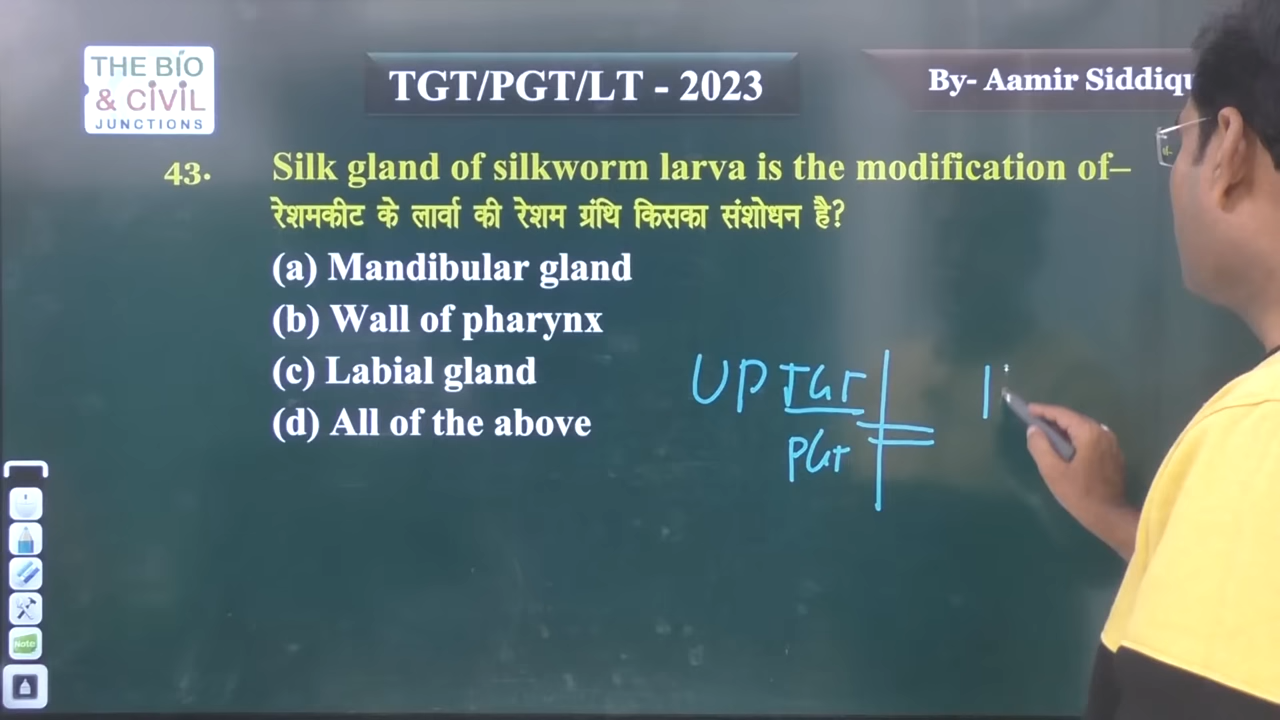 THE BIO
& CIVIL
JUNCTIONS
TGT/PGT/LT - 2023
By- Aamir Siddiqu
43. Silk gland of silkworm larva is the modification of–
रेशमकीट के लार्वा की रेशम ग्रंथि किसका संशोधन है?
(a) Mandibular gland
(b) Wall of pharynx
(c) Labial gland
(d) All of the above
UP TGT
PGT
Note